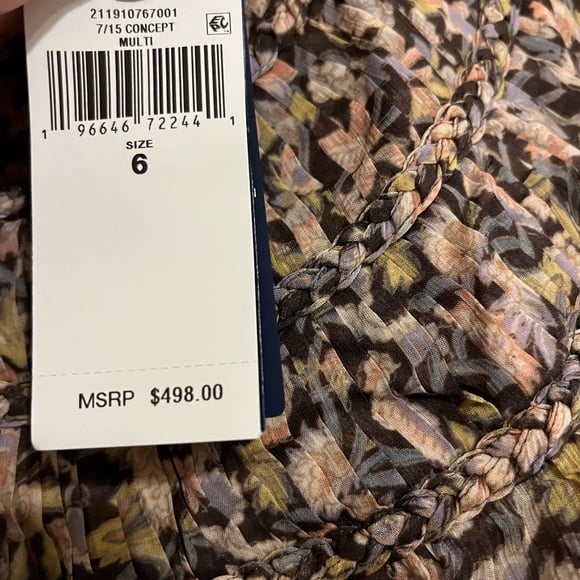 211910767001
7/15 CONCEPT
MULTI
1 96646 72244 1
SIZE
6
MSRP $498.00